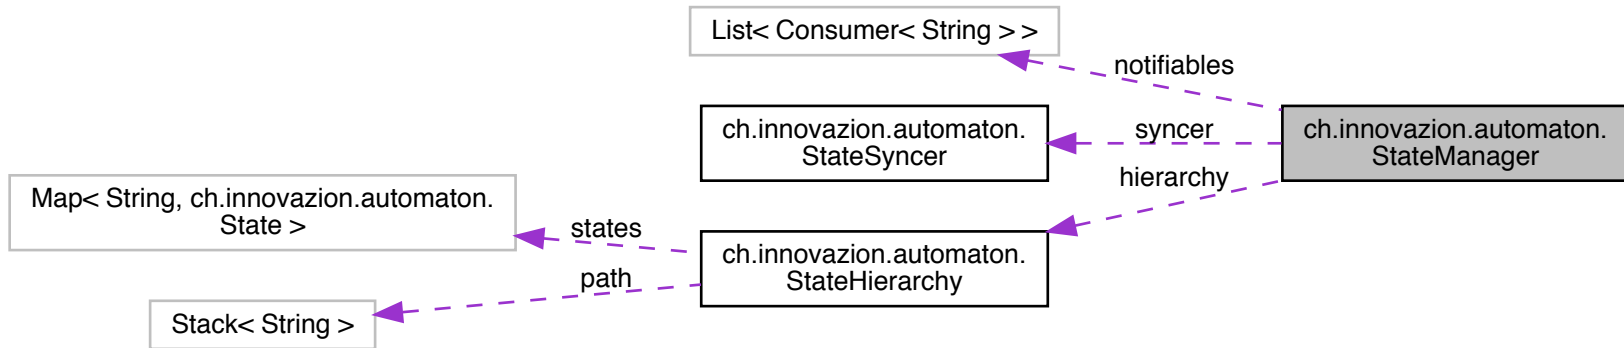 List< Consumer< String > >
notifiables
ch.innovazion.automaton.
StateSyncer
syncer
ch.innovazion.automaton.
StateManager
hierarchy
Map< String, ch.innovazion.automaton.
State >
states
ch.innovazion.automaton.
StateHierarchy
path
Stack< String >